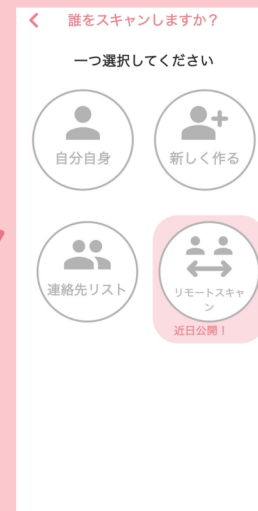 誰をスキャンしますか？
一つ選択してください
自分自身
新しく作る
連絡先リスト
リモートスキャ
ン
近日公開！